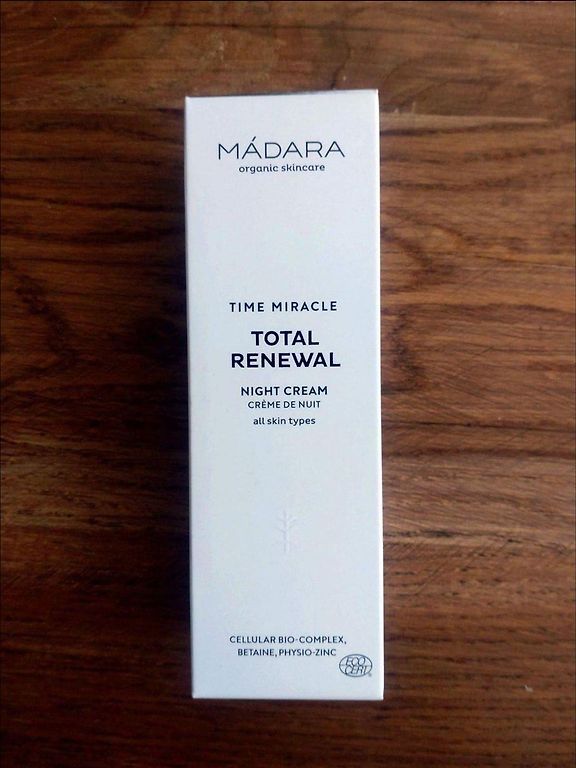 MÁDARA
organic skincare
TIME MIRACLE
TOTAL
RENEWAL
NIGHT CREAM
CRÈME DE NUIT
all skin types
CELLULAR BIO-COMPLEX,
BETAINE, PHYSIO-ZINC
ECO
CERT